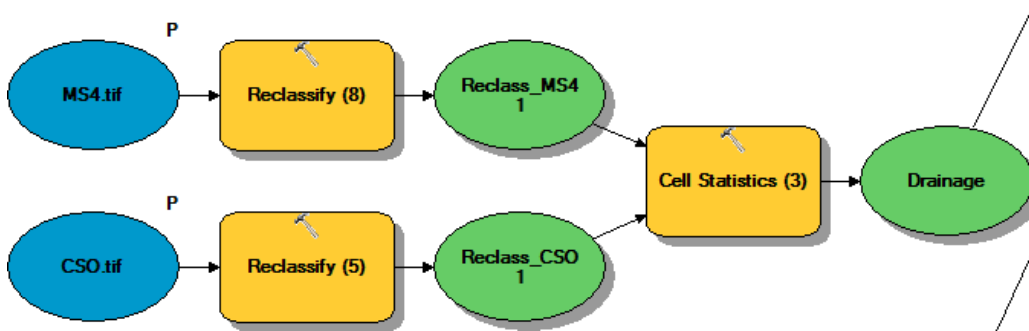 P
MS4.tif
Reclassify (8)
Reclass_MS4
1
Cell Statistics (3)
Drainage
P
CSO.tif
Reclassify (5)
Reclass_CSO
1